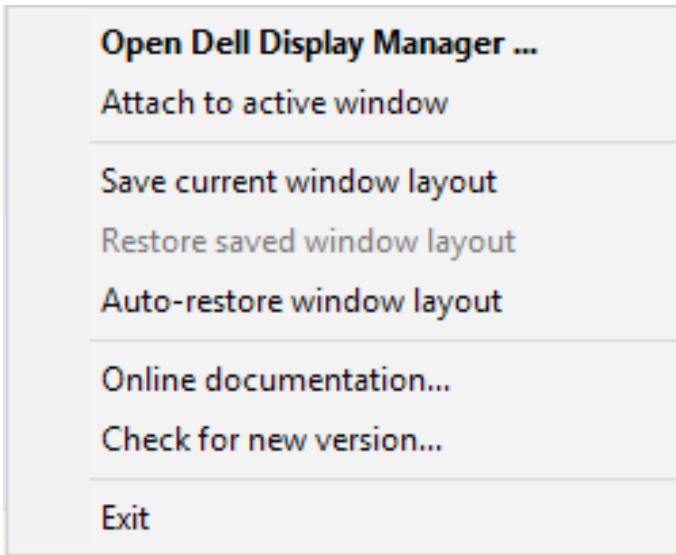 Open Dell Display Manager ...
Attach to active window
Save current window layout
Restore saved window layout
Auto-restore window layout
Online documentation...
Check for new version...
Exit